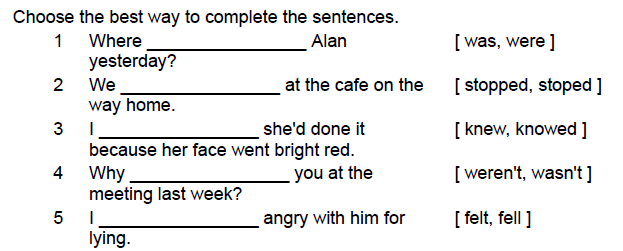 Choose the best way to complete the sentences.
1 Where ________________ Alan [ was, were ]
yesterday?
2 We ________________ at the cafe on the [ stopped, stoped ]
way home.
3 I ________________ she'd done it [ knew, knowed ]
because her face went bright red.
4 Why ________________ you at the [ weren't, wasn't ]
meeting last week?
5 I ________________ angry with him for [ felt, fell ]
lying.